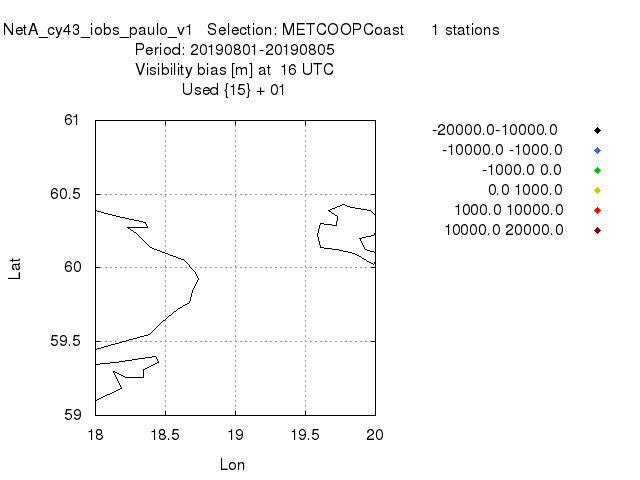 NetA_cy43_iobs_paulo_v1 Selection: METCOOPCoast 1 stations
Period: 20190801-20190805
Visibility bias [m] at 16 UTC
Used {15} + 01
-20000.0-10000.0
-10000.0 -1000.0
-1000.0 0.0
0.0 1000.0
1000.0 10000.0
10000.0 20000.0
61
60.5
60
59.5
59
Lat
18 18.5 19 19.5 20
Lon